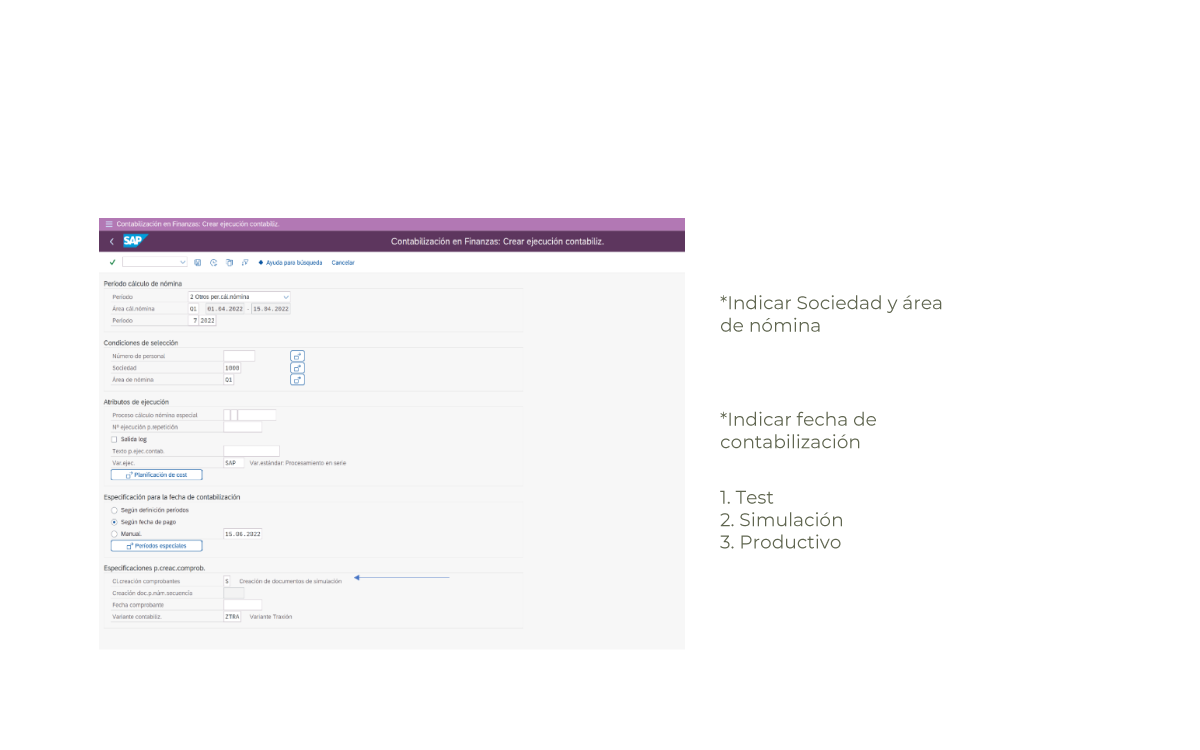 Contabilización en Finanzas: Crear ejecución contabiliz.
SAP Contabilización en Finanzas: Crear ejecución contabiliz.
Ayuda para búsqueda Cancelar
Periodo cálculo de nómina
Período 2 Otros per.cál.nómina
Área cál.nómina Q1 01.04.2022 - 15.04.2022
Período 7 2022
Condiciones de selección
Número de personal
Sociedad 1000
Área de nómina Q1
Atributos de ejecución
Proceso cálculo nómina especial
Nº ejecución p.repetición
Salida log
Texto p.ejec.contab.
Var.ejec. SAP Var.estándar: Procesamiento en serie
Planificación de cost
Especificación para la fecha de contabilización
Según definición períodos
Según fecha de pago
Manual. 15.06.2022
Períodos especiales
Especificaciones p.creac.comprob.
Cl.creación comprobantes S Creación de documentos de simulación
Creación doc.p.núm.secuencia
Fecha comprobante
Variante contabiliz. ZTRA Variante Traxión
*Indicar Sociedad y área
de nómina
*Indicar fecha de
contabilización
1. Test
2. Simulación
3. Productivo